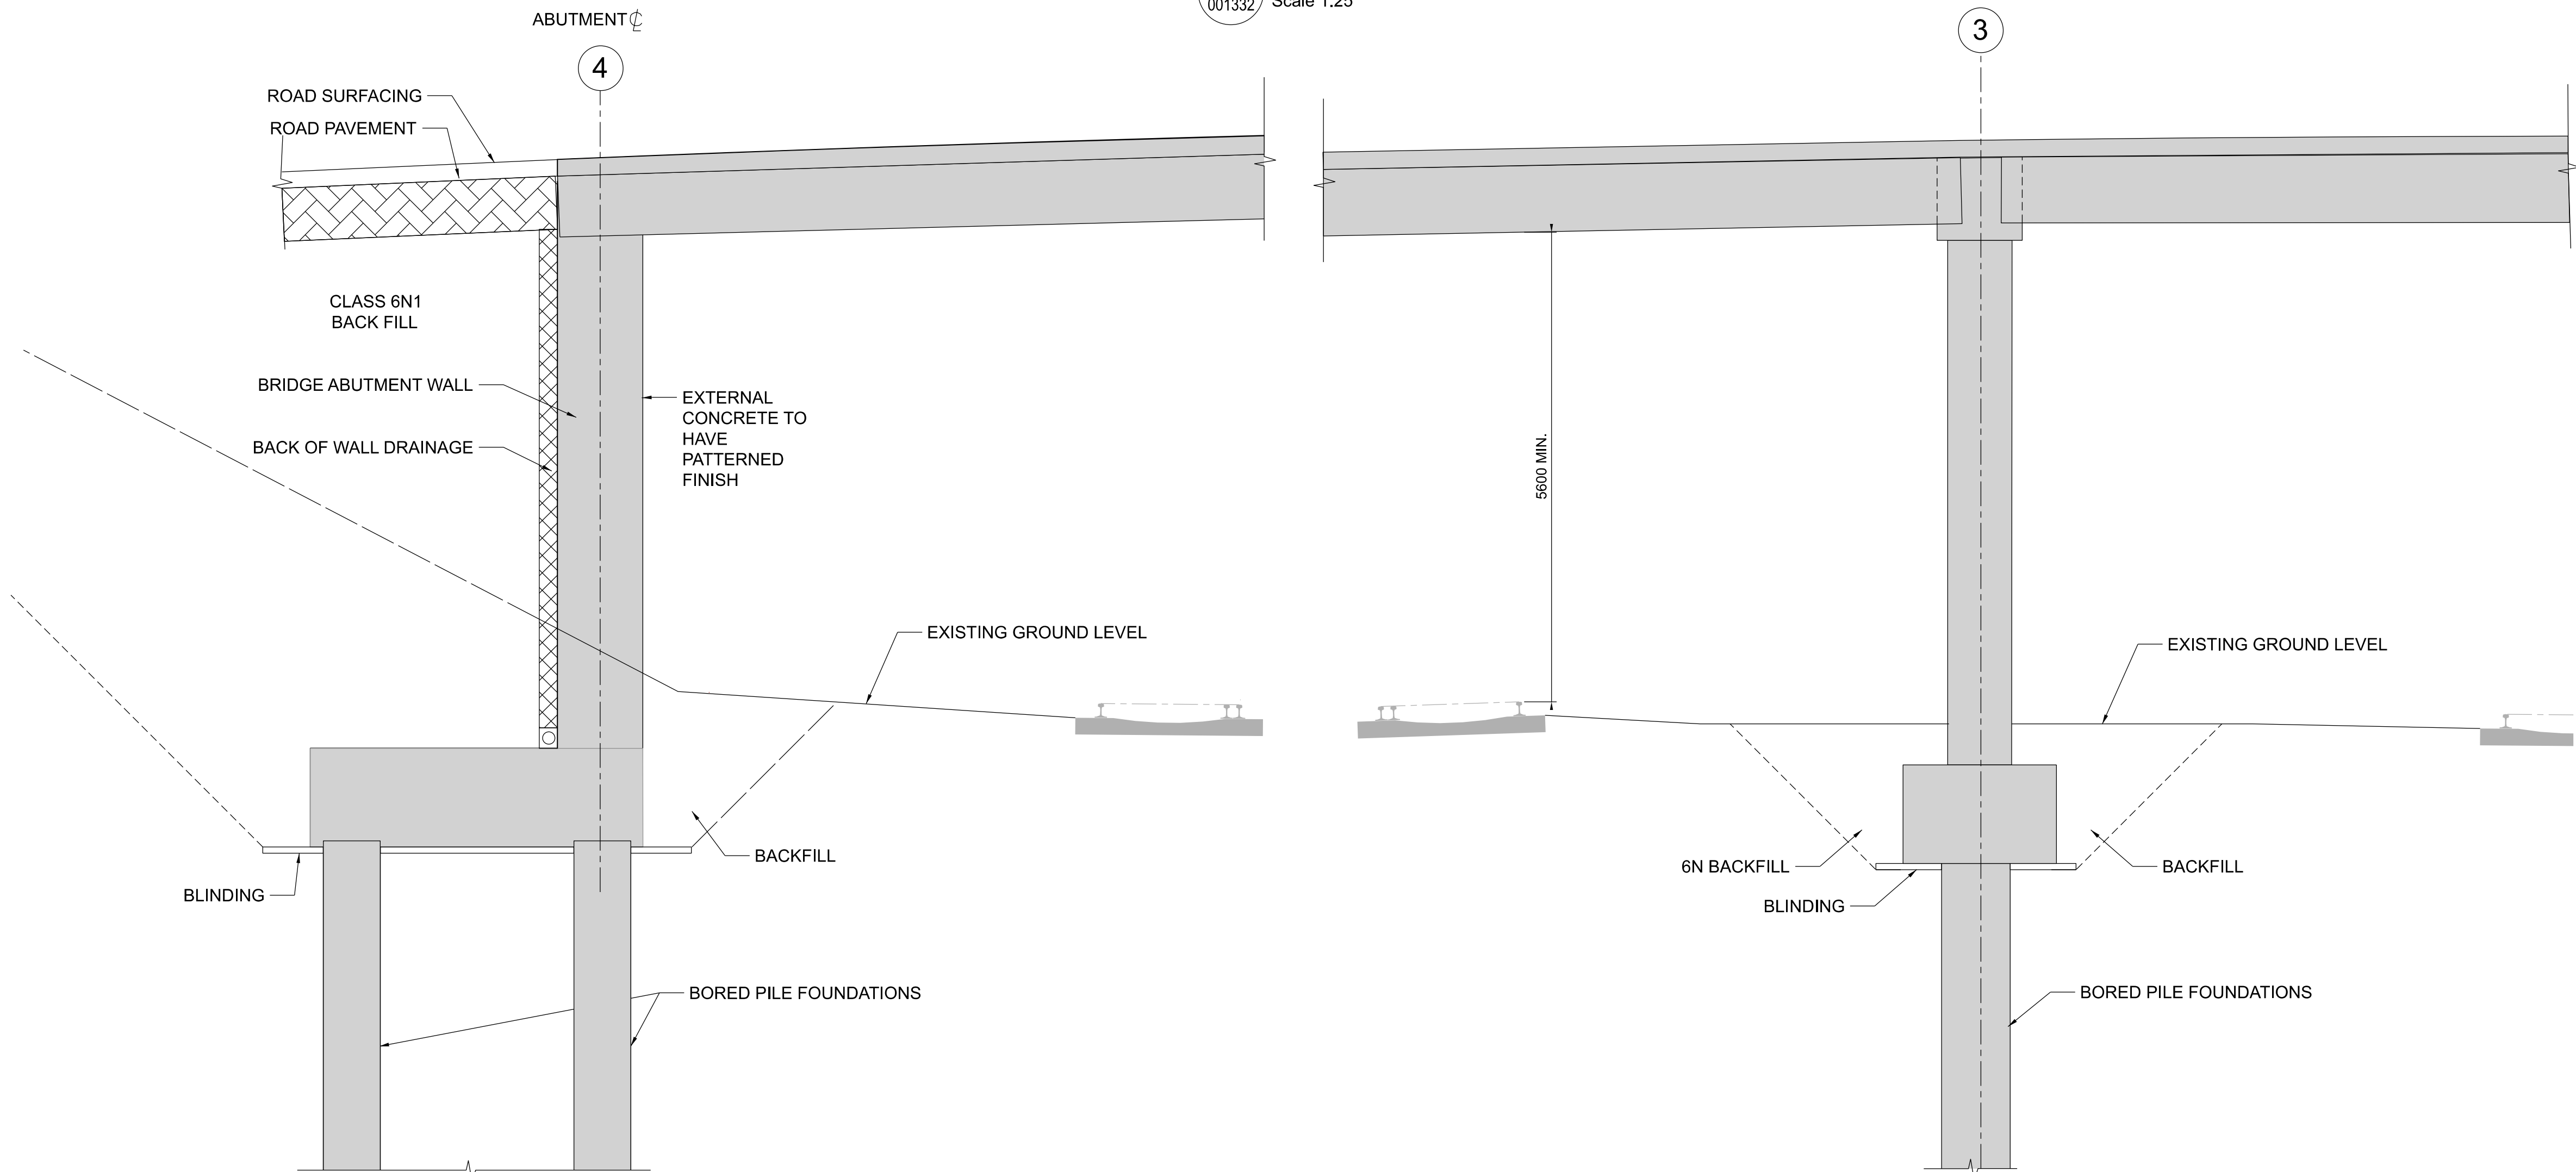 ABUTMENT ℄
001332
Scale 1:25
4
3
ROAD SURFACING
ROAD PAVEMENT
CLASS 6N1
BACK FILL
BRIDGE ABUTMENT WALL
BACK OF WALL DRAINAGE
EXTERNAL
CONCRETE TO
HAVE
PATTERNED
FINISH
EXISTING GROUND LEVEL
BACKFILL
BLINDING
BORED PILE FOUNDATIONS
5600 MIN.
EXISTING GROUND LEVEL
6N BACKFILL
BACKFILL
BLINDING
BORED PILE FOUNDATIONS